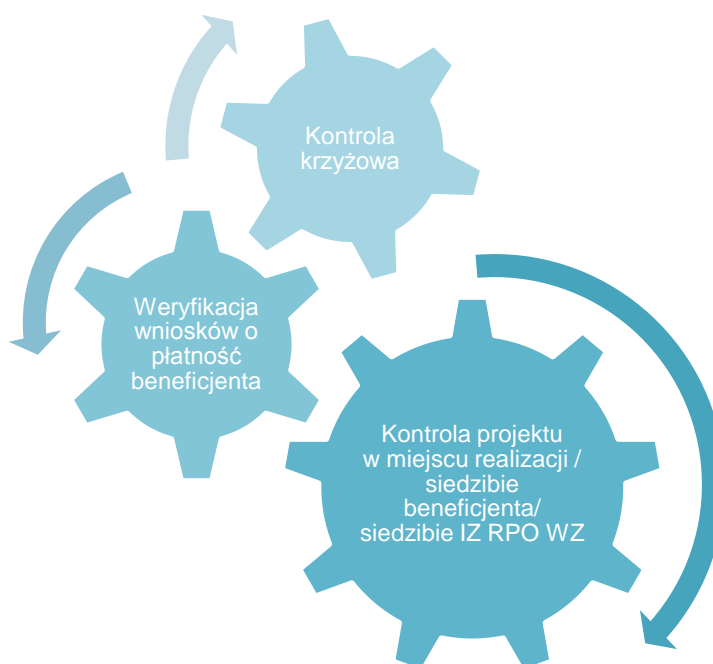 Kontrola
krzyżowa
Weryfikacja
wniosków o
płatność
beneficjenta
Kontrola projektu
w miejscu realizacji /
siedzibie
beneficjenta/
siedzibie IZ RPO WZ